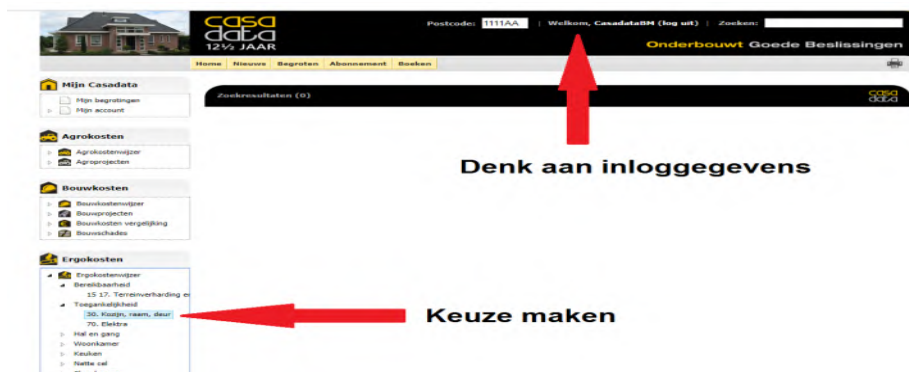 casa
data
12½ JAAR
Postcode: 1111AA | Welkom, CasadataBM (log uit) | Zoeken:
Onderbouwt Goede Beslissingen
Home Nieuws Begroten Abonnement Boeken
Mijn Casadata
Mijn begrotingen
Mijn account
Zoekresultaten (0)
casa
data
Agrokosten
Agrokostenwijzer
Agroprojecten
Denk aan inloggegevens
Bouwkosten
Bouwkostenwijzer
Bouwprojecten
Bouwkosten vergelijking
Bouwschades
Ergokosten
Ergokostenwijzer
Bereikbaarheid
15 17. Terreinverharding e
Toegankelijkheid
30. Kozijn, raam, deur
70. Elektra
Keuze maken
Hal en gang
Woonkamer
Keuken
Natte cel